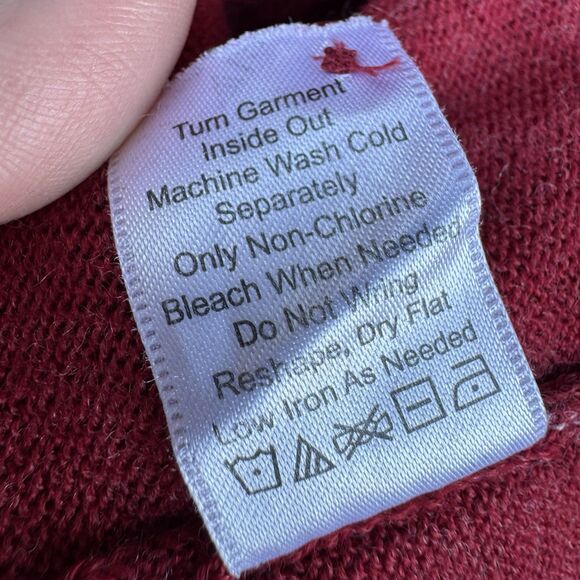 Turn Garment
Inside Out
Machine Wash Cold
Separately
Only Non-Chlorine
Bleach When Needed
Do Not Wring
Reshape, Dry Flat
Low Iron As Needed